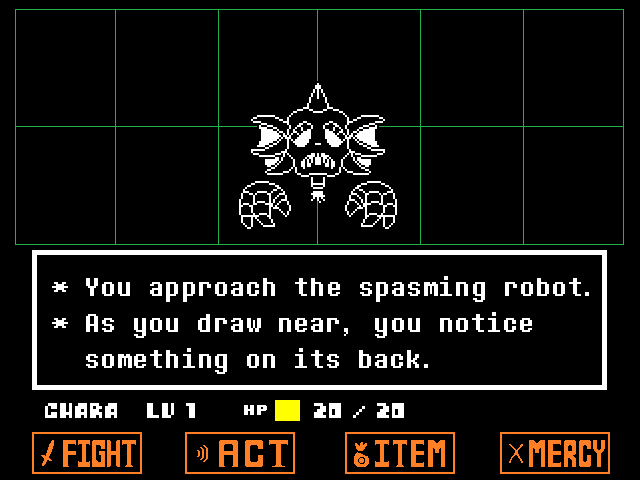 * You approach the spasming robot.
* As you draw near, you notice
something on its back.
CHARA LV 1 HP 20 / 20
FIGHT ACT ITEM MERCY